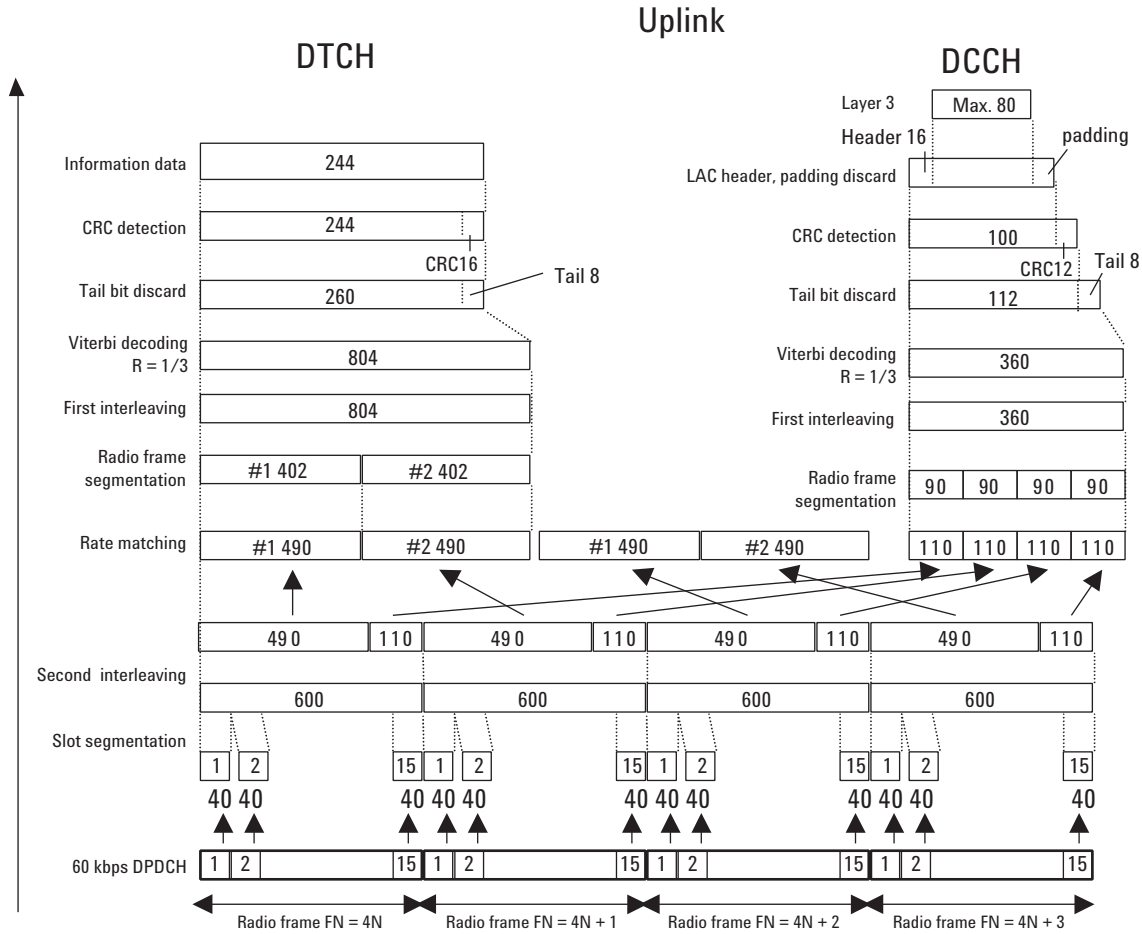 Uplink
DTCH
DCCH
Layer 3
Max. 80
Header 16
padding
Information data
244
LAC header, padding discard
CRC detection
244
CRC16
CRC detection
100
CRC12
Tail 8
Tail bit discard
260
Tail 8
Tail bit discard
112
Viterbi decoding
R = 1/3
804
Viterbi decoding
R = 1/3
360
First interleaving
804
First interleaving
360
Radio frame
segmentation
#1 402
#2 402
Radio frame
segmentation
90
90
90
90
Rate matching
#1 490
#2 490
#1 490
#2 490
110
110
110
110
490
110
490
110
490
110
490
110
Second interleaving
600
600
600
600
Slot segmentation
1
2
15
1
2
15
1
2
15
1
2
15
40
40
40
40
40
40
40
40
40
40
40
40
60 kbps DPDCH
1
2
15
1
2
15
1
2
15
1
2
15
Radio frame FN = 4N
Radio frame FN = 4N + 1
Radio frame FN = 4N + 2
Radio frame FN = 4N + 3